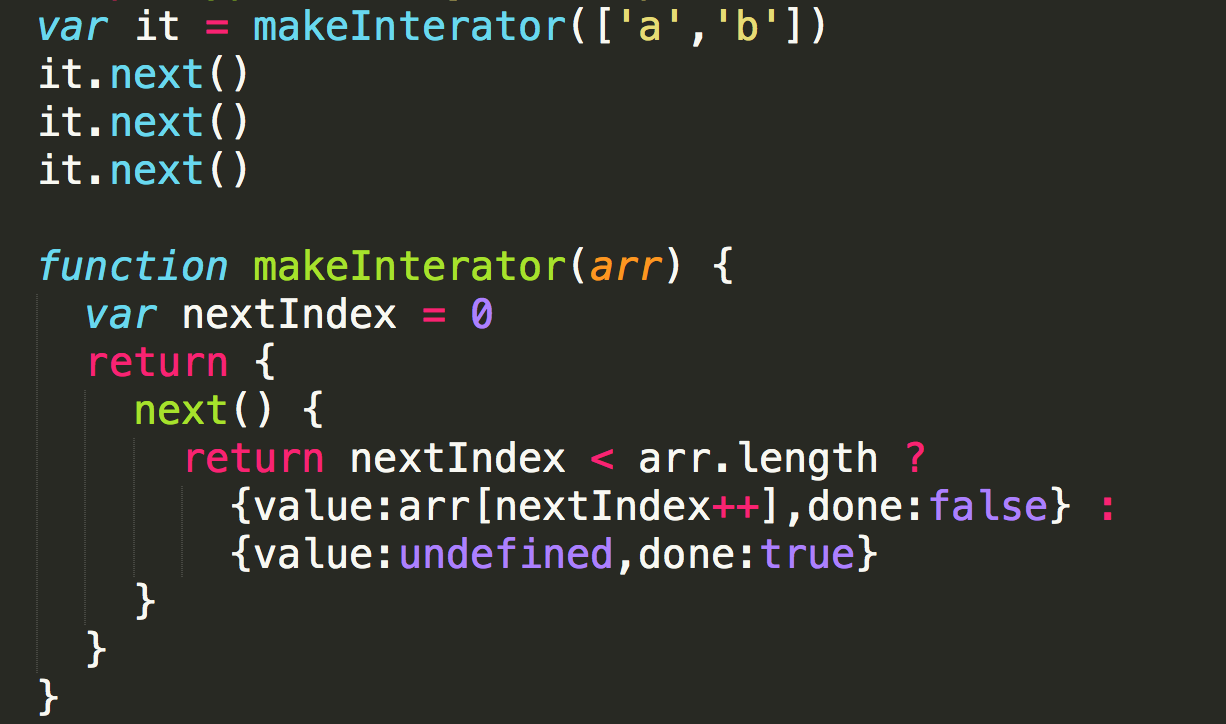 var it = makeInterator(['a','b'])
it.next()
it.next()
it.next()
function makeInterator(arr) {
var nextIndex = 0
return {
next() {
return nextIndex < arr.length ?
{value:arr[nextIndex++],done:false} :
{value:undefined,done:true}
}
}
}